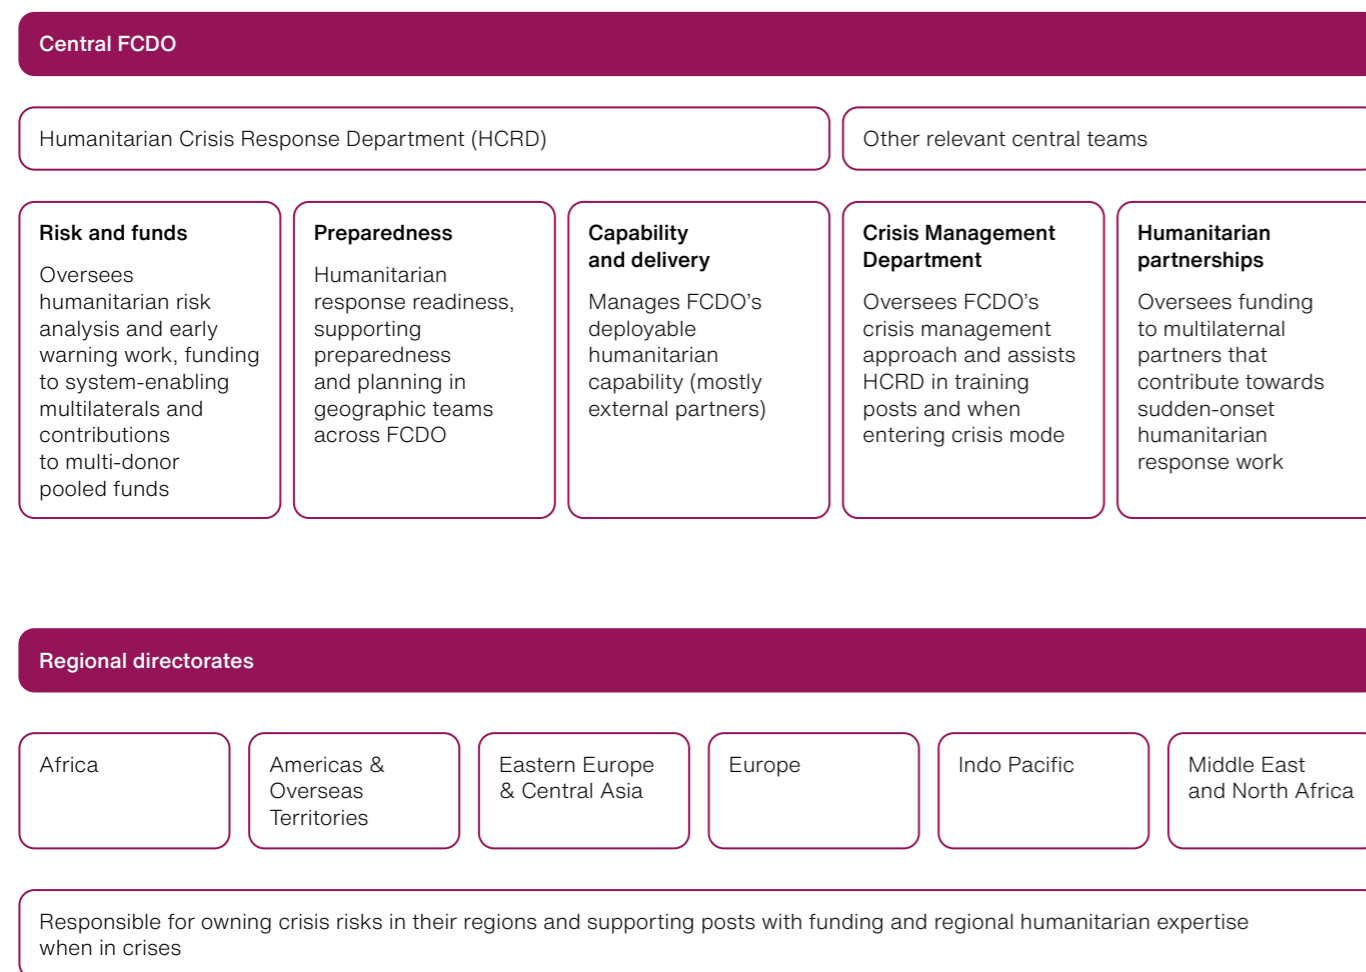 Central FCDO
Humanitarian Crisis Response Department (HCRD)
Other relevant central teams
Risk and funds
Oversees
humanitarian risk
analysis and early
warning work, funding
to system-enabling
multilaterals and
contributions
to multi-donor
pooled funds
Preparedness
Humanitarian
response readiness,
supporting
preparedness
and planning in
geographic teams
across FCDO
Capability
and delivery
Manages FCDO’s
deployable
humanitarian
capability (mostly
external partners)
Crisis Management
Department
Oversees FCDO’s
crisis management
approach and assists
HCRD in training
posts and when
entering crisis mode
Humanitarian
partnerships
Oversees funding
to multilaternal
partners that
contribute towards
sudden-onset
humanitarian
response work
Regional directorates
Africa
Americas &
Overseas
Territories
Eastern Europe
& Central Asia
Europe
Indo Pacific
Middle East
and North Africa
Responsible for owning crisis risks in their regions and supporting posts with funding and regional humanitarian expertise
when in crises